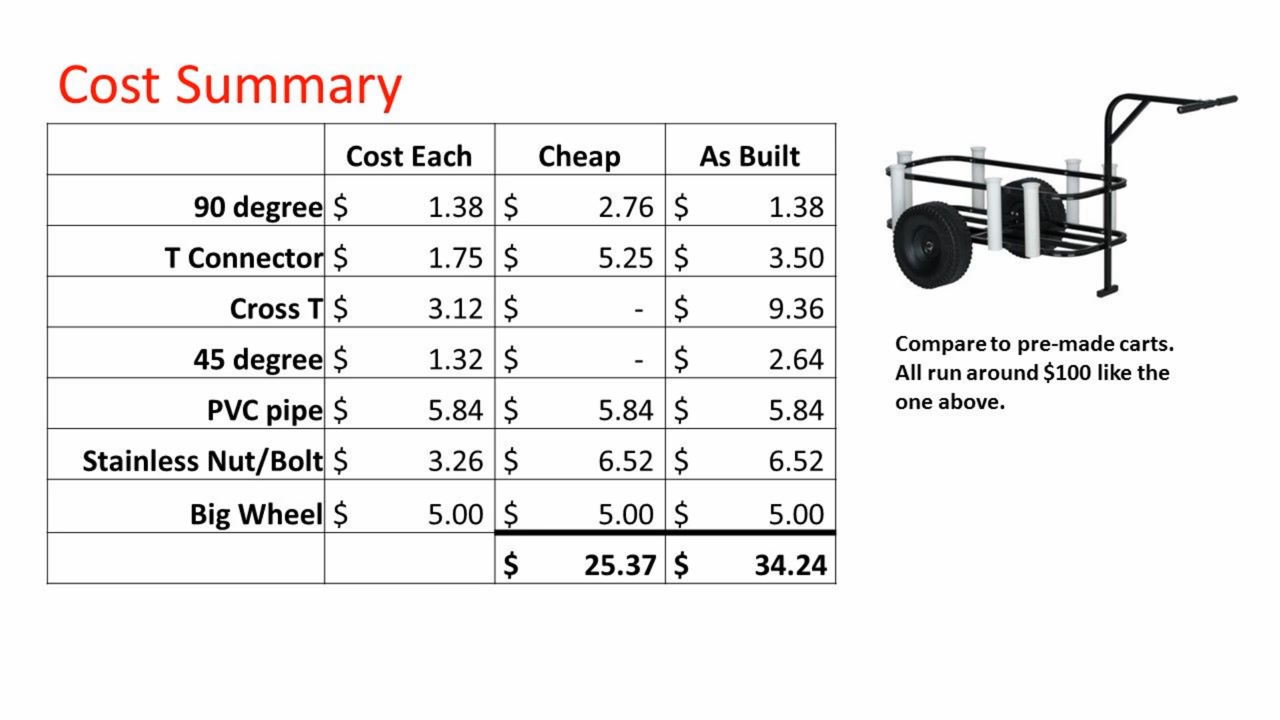 Cost Summary
Cost Each Cheap As Built
90 degree $ 1.38 $ 2.76 $ 1.38
T Connector $ 1.75 $ 5.25 $ 3.50
Cross T $ 3.12 $ - $ 9.36
45 degree $ 1.32 $ - $ 2.64
PVC pipe $ 5.84 $ 5.84 $ 5.84
Stainless Nut/Bolt $ 3.26 $ 6.52 $ 6.52
Big Wheel $ 5.00 $ 5.00 $ 5.00
$ 25.37 $ 34.24
Compare to pre-made carts.
All run around $100 like the
one above.